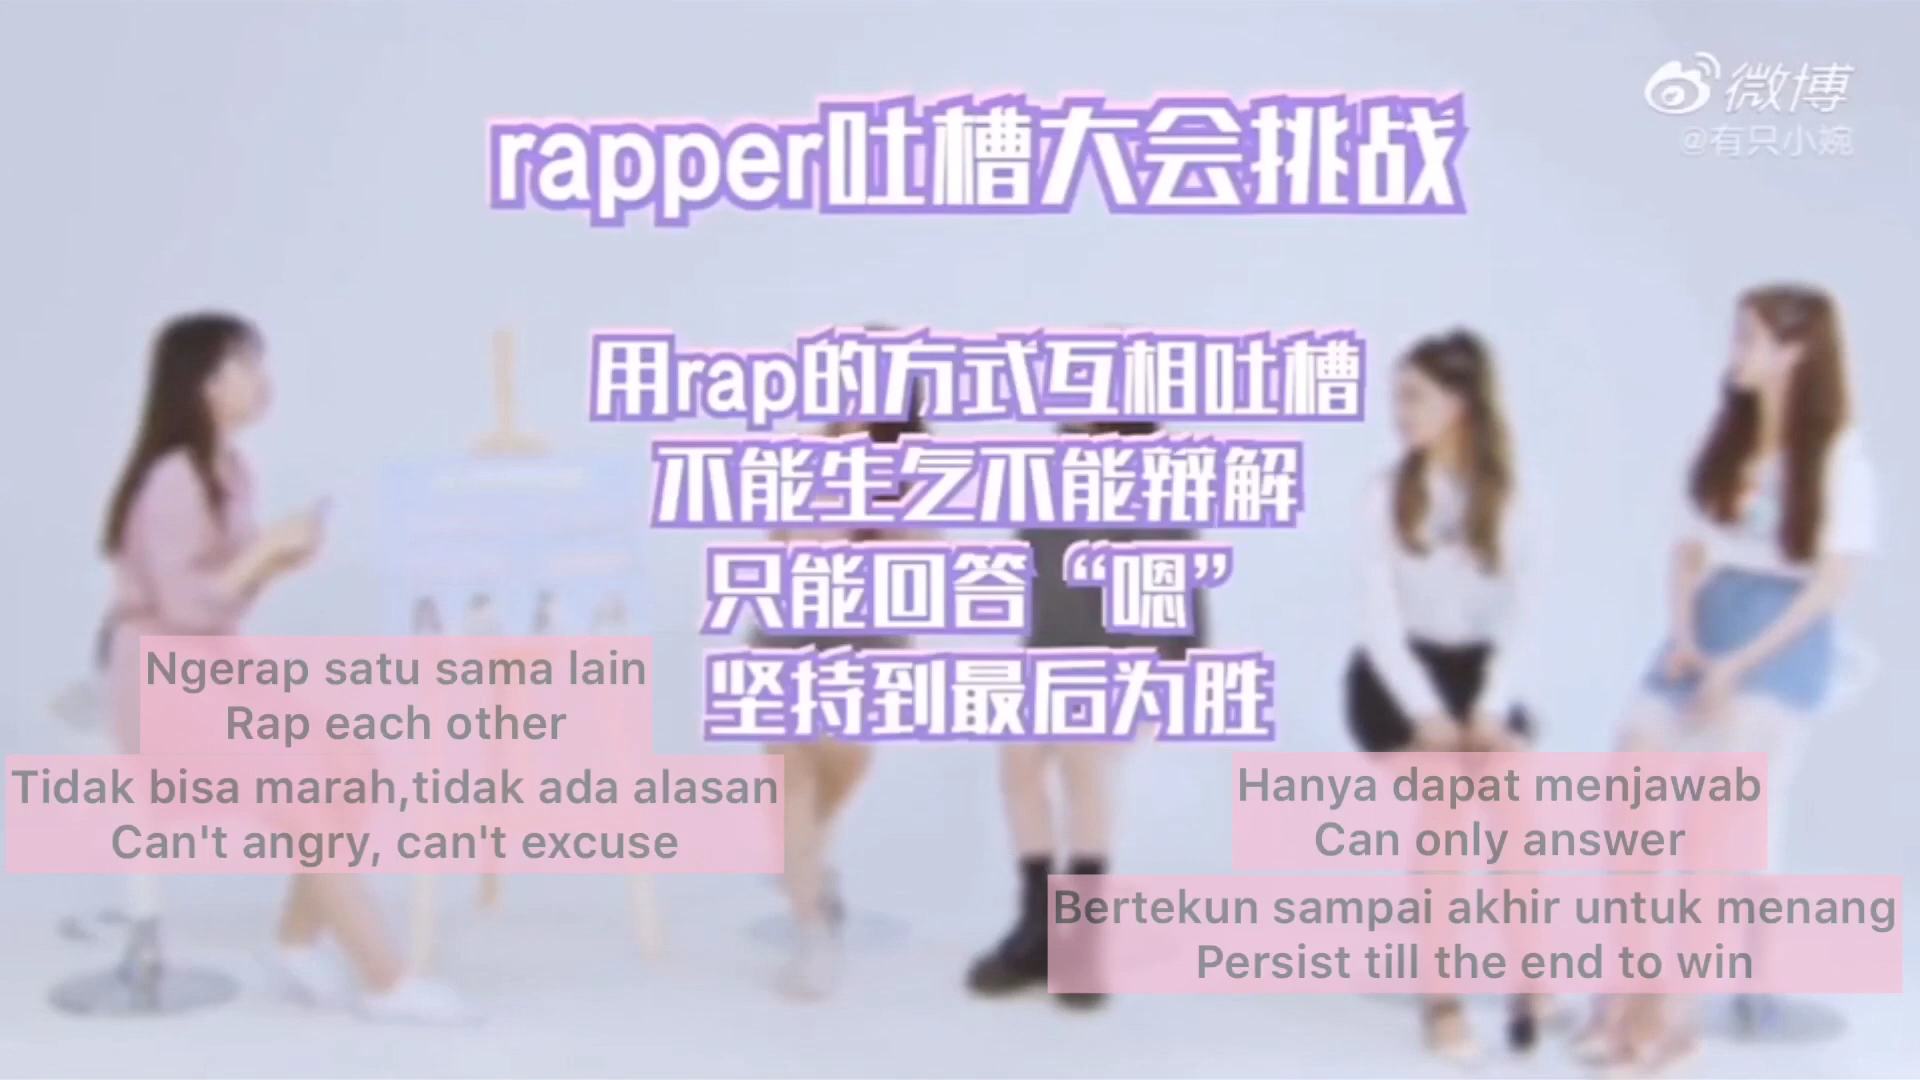 微博
@有只小婉
rapper吐槽大会挑战
用rap的方式互相吐槽
不能生气不能辩解
只能回答“嗯”
坚持到最后为胜
Ngerap satu sama lain
Rap each other
Tidak bisa marah,tidak ada alasan
Can't angry, can't excuse
Hanya dapat menjawab
Can only answer
Bertekun sampai akhir untuk menang
Persist till the end to win